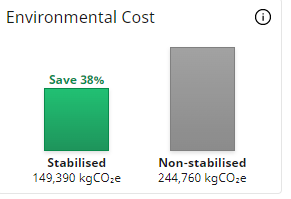 Environmental Cost
Save 38%
Stabilised
149,390 kgCO₂e
Non-stabilised
244,760 kgCO₂e